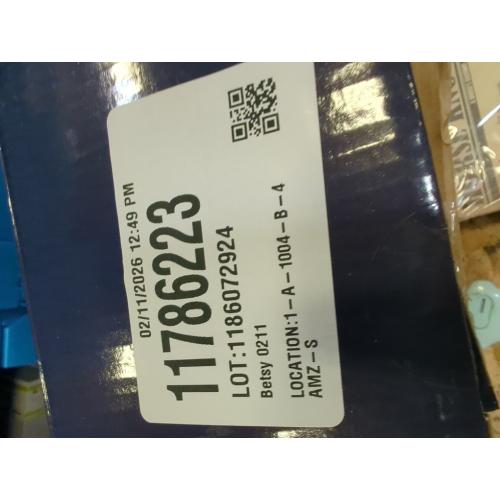 02/11/2026 12:49 PM
11786223
LOT:1186072924
Betsy 0211
LOCATION:1-A-1004-B-4
AMZ-S